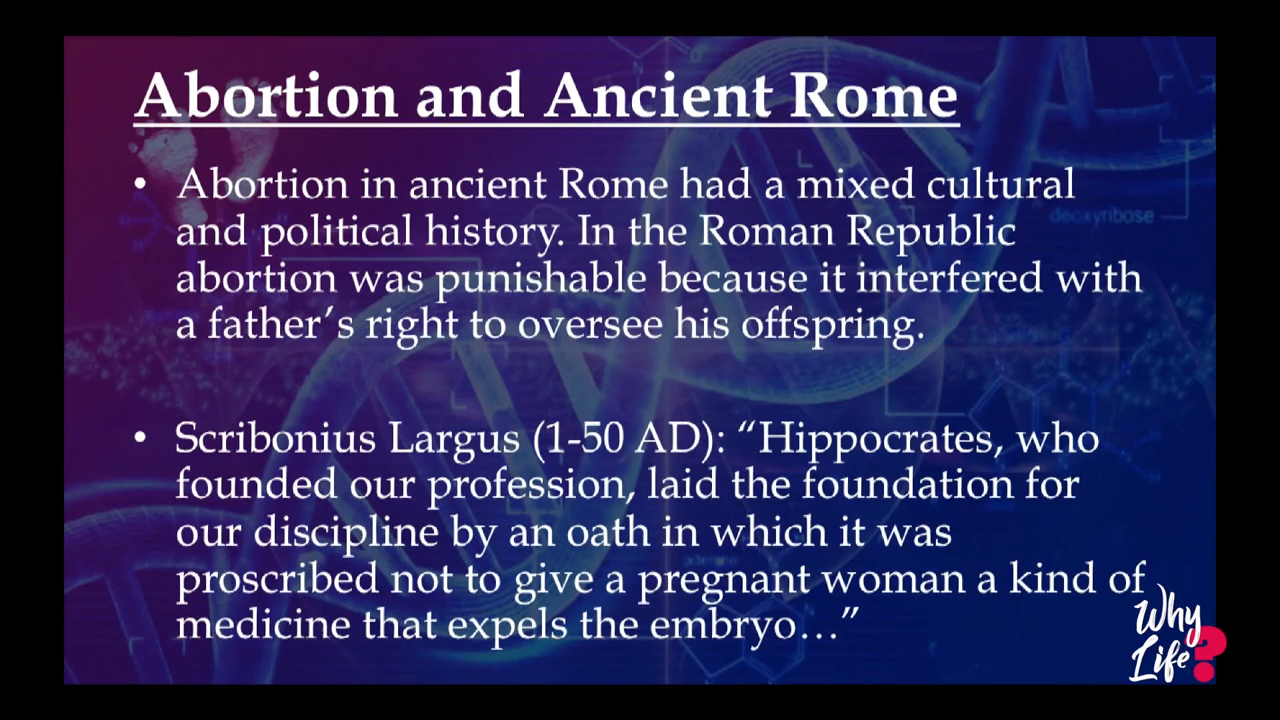 Abortion and Ancient Rome
• Abortion in ancient Rome had a mixed cultural
and political history. In the Roman Republic
abortion was punishable because it interfered with
a father’s right to oversee his offspring.
deoxyribose
• Scribonius Largus (1-50 AD): “Hippocrates, who
founded our profession, laid the foundation for
our discipline by an oath in which it was
proscribed not to give a pregnant woman a kind of
medicine that expels the embryo…”
Why
Life?